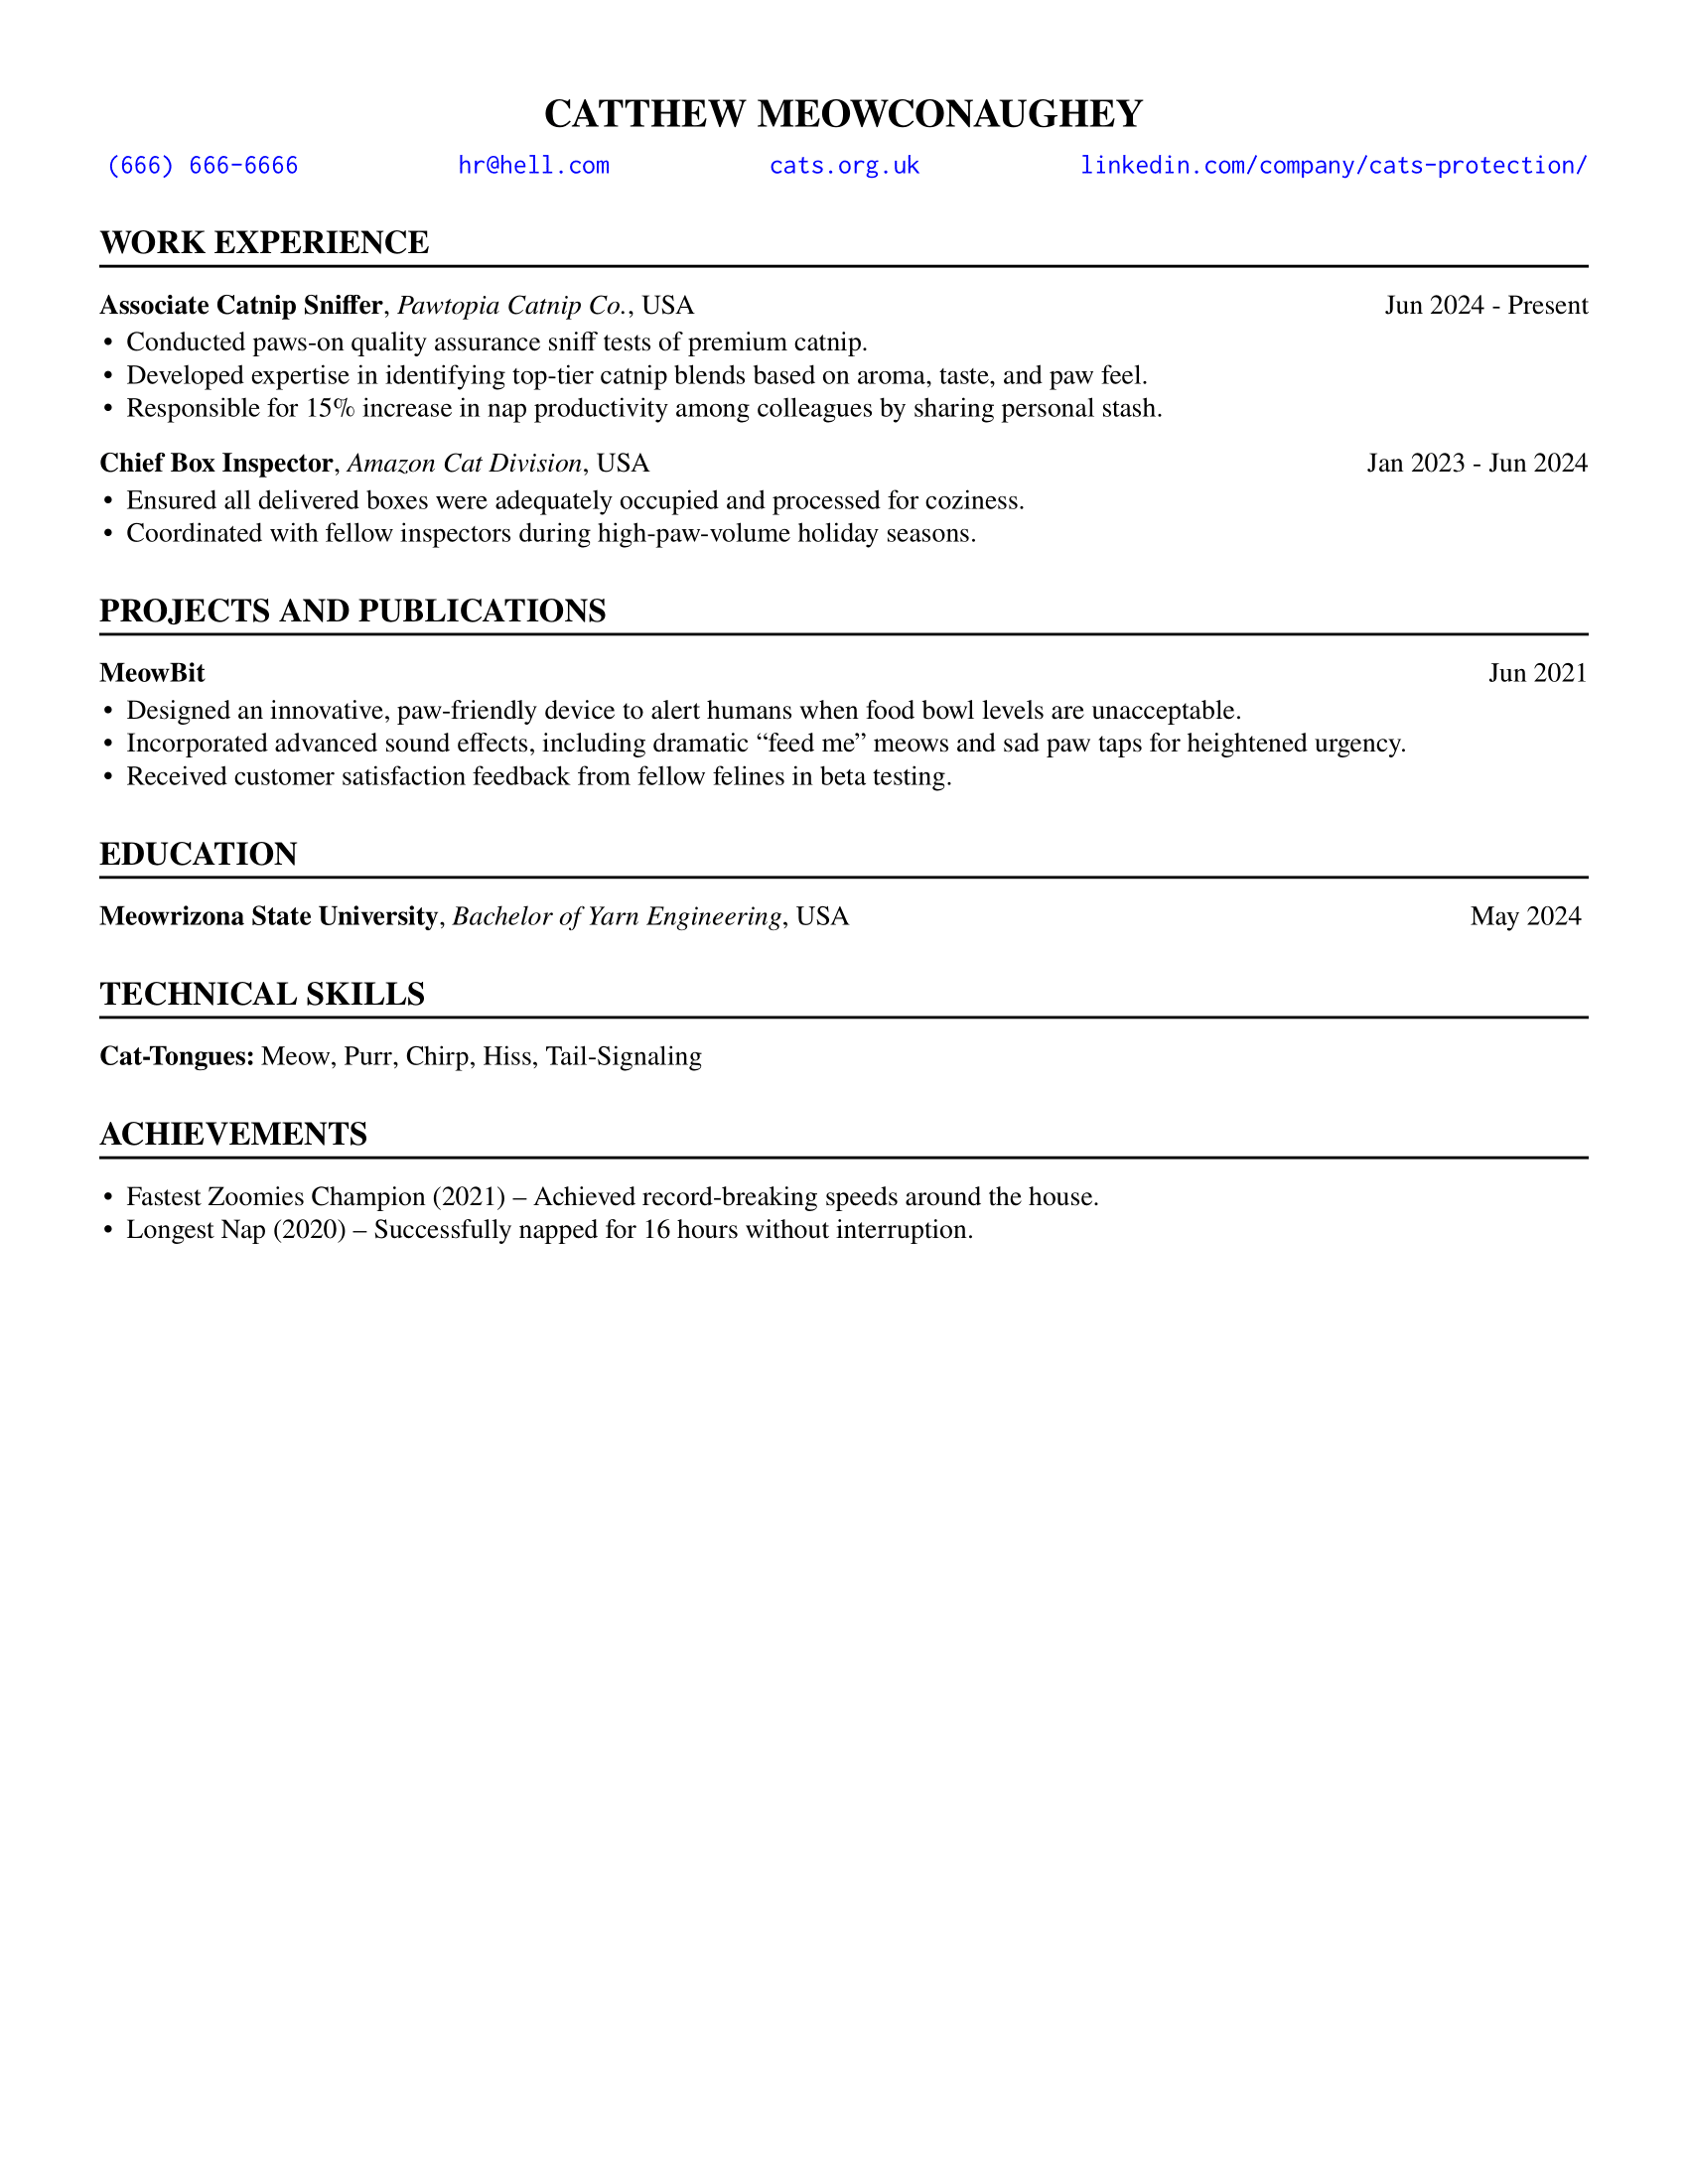 CATTHEW MEOWCONAUGHEY
(666) 666-6666 hr@hell.com cats.org.uk linkedin.com/company/cats-protection/
WORK EXPERIENCE
Associate Catnip Sniffer, Pawtopia Catnip Co., USA Jun 2024 - Present
• Conducted paws-on quality assurance sniff tests of premium catnip.
• Developed expertise in identifying top-tier catnip blends based on aroma, taste, and paw feel.
• Responsible for 15% increase in nap productivity among colleagues by sharing personal stash.
Chief Box Inspector, Amazon Cat Division, USA Jan 2023 - Jun 2024
• Ensured all delivered boxes were adequately occupied and processed for coziness.
• Coordinated with fellow inspectors during high-paw-volume holiday seasons.
PROJECTS AND PUBLICATIONS
MeowBit Jun 2021
• Designed an innovative, paw-friendly device to alert humans when food bowl levels are unacceptable.
• Incorporated advanced sound effects, including dramatic “feed me” meows and sad paw taps for heightened urgency.
• Received customer satisfaction feedback from fellow felines in beta testing.
EDUCATION
Meowrizona State University, Bachelor of Yarn Engineering, USA May 2024
TECHNICAL SKILLS
Cat-Tongues: Meow, Purr, Chirp, Hiss, Tail-Signaling
ACHIEVEMENTS
• Fastest Zoomies Champion (2021) – Achieved record-breaking speeds around the house.
• Longest Nap (2020) – Successfully napped for 16 hours without interruption.